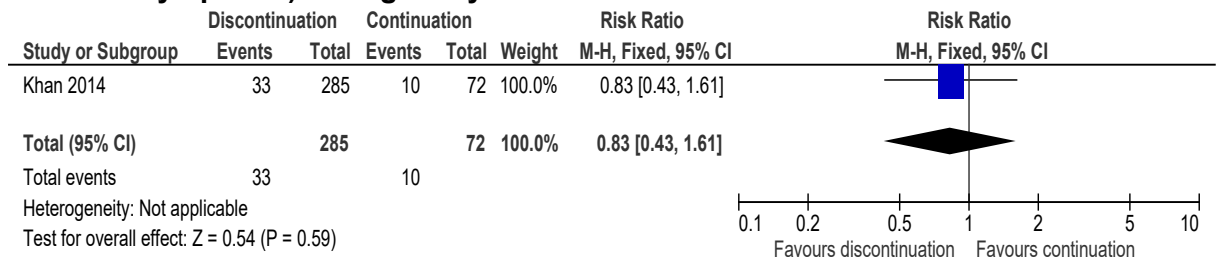 Discontinuation Continuation Risk Ratio Risk Ratio
Study or Subgroup Events Total Events Total Weight M-H, Fixed, 95% CI M-H, Fixed, 95% CI
Khan 2014 33 285 10 72 100.0% 0.83 [0.43, 1.61]
Total (95% CI) 285 72 100.0% 0.83 [0.43, 1.61]
Total events 33 10
Heterogeneity: Not applicable
Test for overall effect: Z = 0.54 (P = 0.59)
0.1 0.2 0.5 1 2 5 10
Favours discontinuation Favours continuation